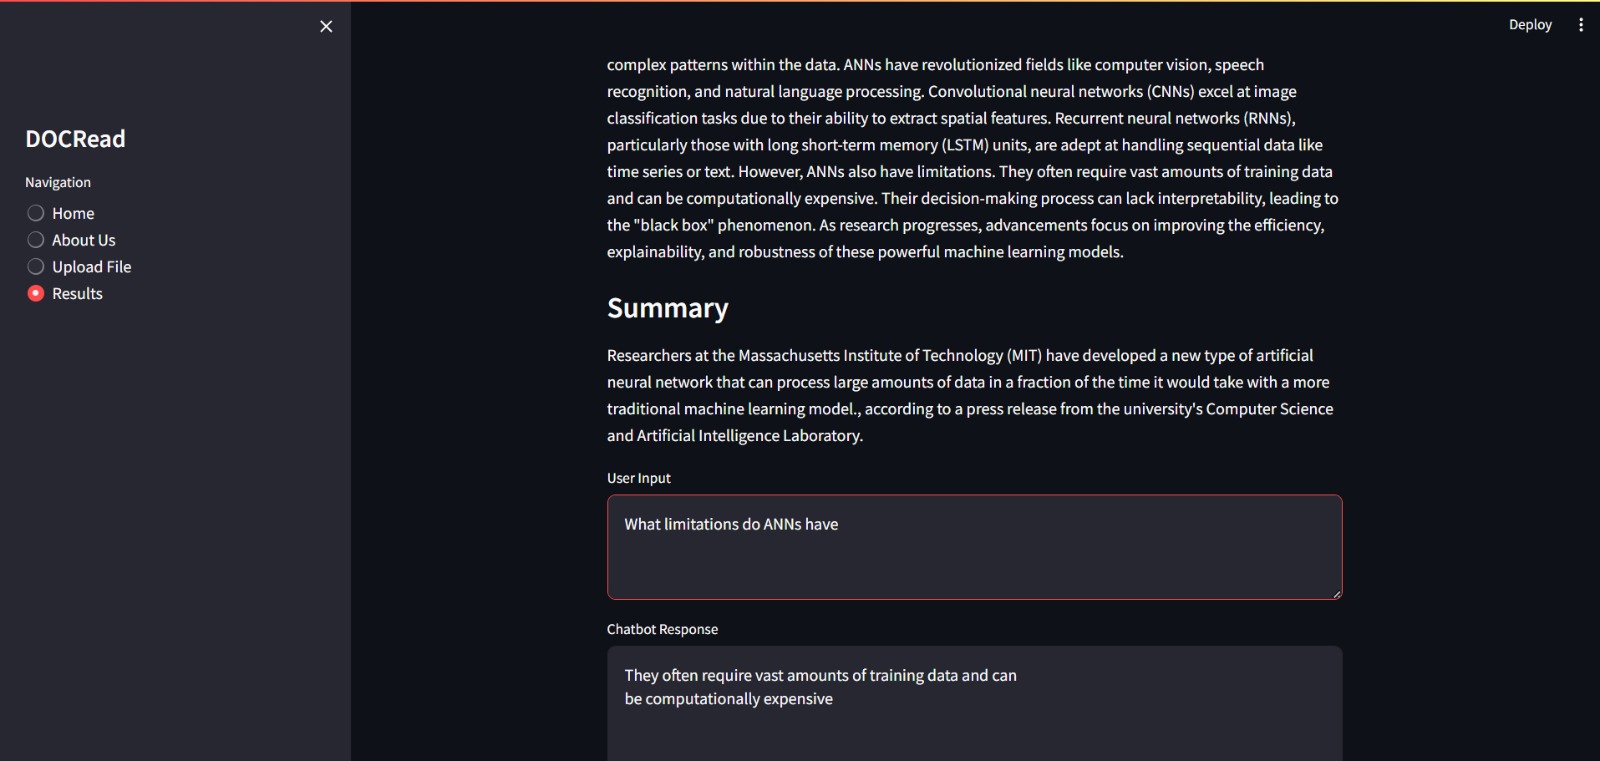 Deploy
DOCRead
Navigation
Home
About Us
Upload File
Results
complex patterns within the data. ANNs have revolutionized fields like computer vision, speech
recognition, and natural language processing. Convolutional neural networks (CNNs) excel at image
classification tasks due to their ability to extract spatial features. Recurrent neural networks (RNNs),
particularly those with long short-term memory (LSTM) units, are adept at handling sequential data like
time series or text. However, ANNs also have limitations. They often require vast amounts of training data
and can be computationally expensive. Their decision-making process can lack interpretability, leading to
the "black box" phenomenon. As research progresses, advancements focus on improving the efficiency,
explainability, and robustness of these powerful machine learning models.
Summary
Researchers at the Massachusetts Institute of Technology (MIT) have developed a new type of artificial
neural network that can process large amounts of data in a fraction of the time it would take with a more
traditional machine learning model., according to a press release from the university's Computer Science
and Artificial Intelligence Laboratory.
User Input
What limitations do ANNs have
Chatbot Response
They often require vast amounts of training data and can
be computationally expensive